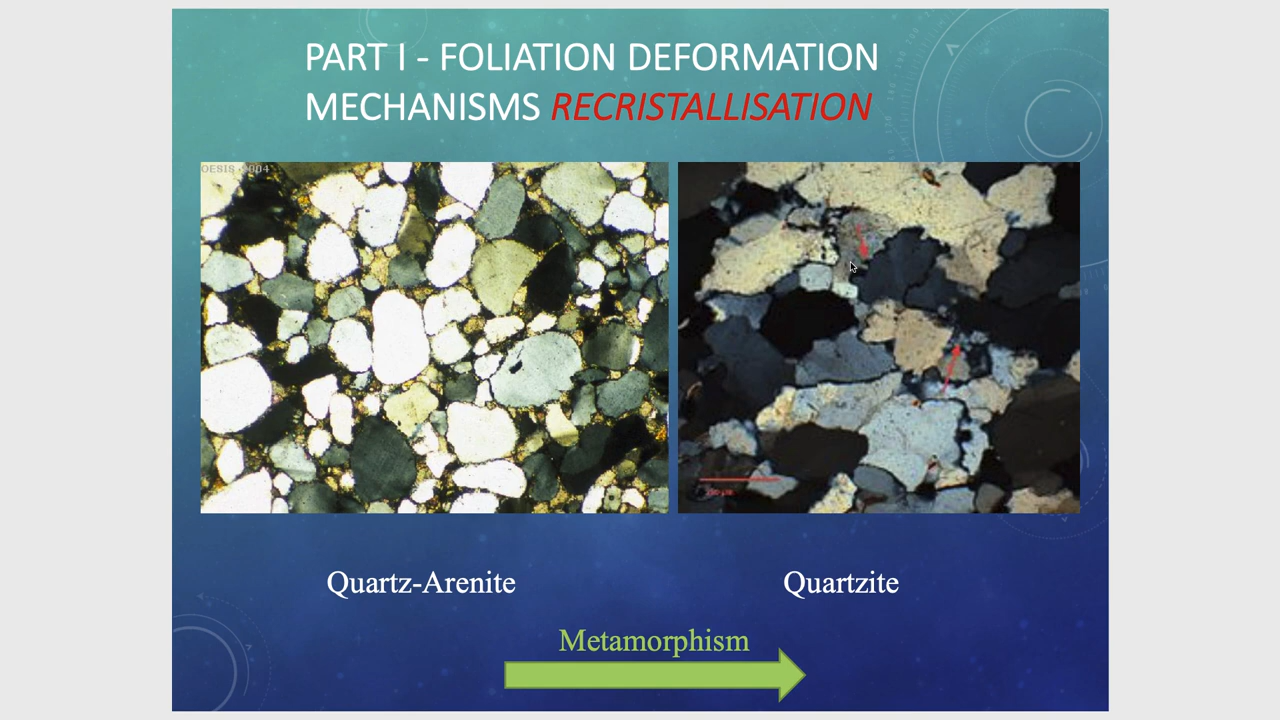 PART I - FOLIATION DEFORMATION
MECHANISMS RECRISTALLISATION
Quartz-Arenite
Quartzite
Metamorphism